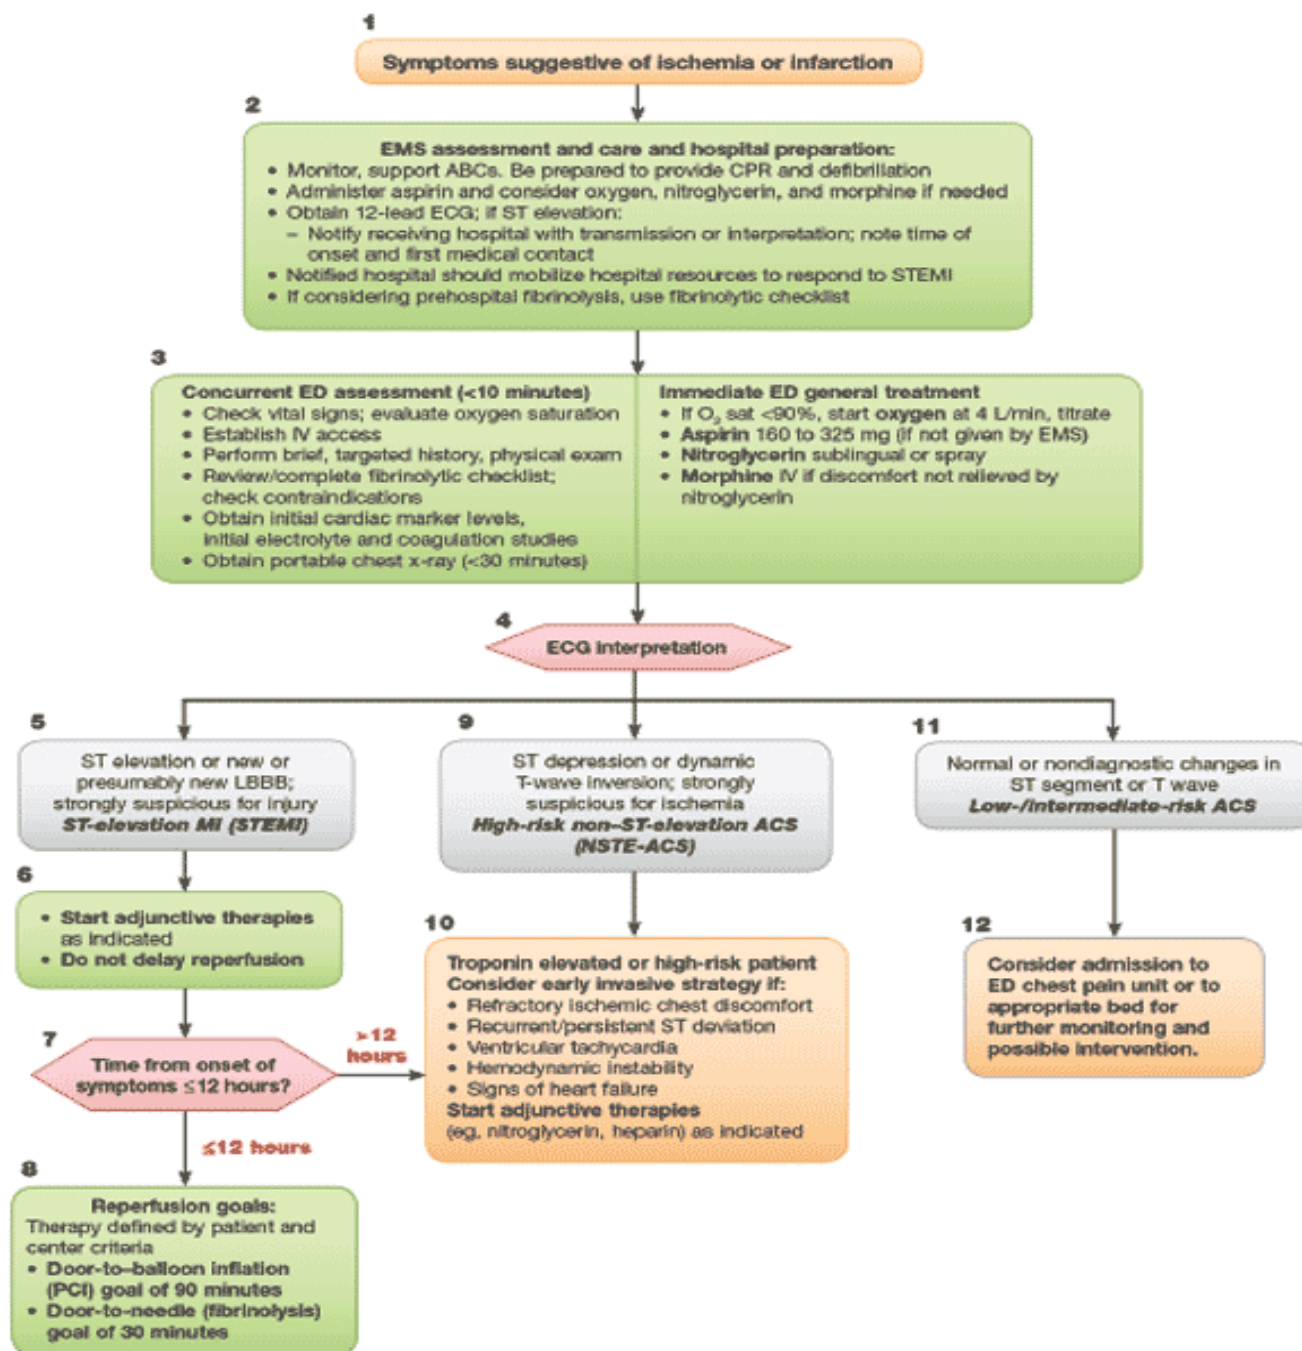 1
Symptoms suggestive of ischemia or infarction
2
EMS assessment and care and hospital preparation:
• Monitor, support ABCs. Be prepared to provide CPR and defibrillation
• Administer aspirin and consider oxygen, nitroglycerin, and morphine if needed
• Obtain 12-lead ECG; if ST elevation:
– Notify receiving hospital with transmission or interpretation; note time of
onset and first medical contact
• Notified hospital should mobilize hospital resources to respond to STEMI
• If considering prehospital fibrinolysis, use fibrinolytic checklist
3
Concurrent ED assessment (<10 minutes)
• Check vital signs; evaluate oxygen saturation
• Establish IV access
• Perform brief, targeted history, physical exam
• Review/complete fibrinolytic checklist;
check contraindications
• Obtain initial cardiac marker levels,
initial electrolyte and coagulation studies
• Obtain portable chest x-ray (<30 minutes)
Immediate ED general treatment
• If O₂ sat <90%, start oxygen at 4 L/min, titrate
• Aspirin 160 to 325 mg (if not given by EMS)
• Nitroglycerin sublingual or spray
• Morphine IV if discomfort not relieved by
nitroglycerin
4
ECG interpretation
5
ST elevation or new or
presumably new LBBB;
strongly suspicious for injury
ST-elevation MI (STEMI)
6
• Start adjunctive therapies
as indicated
• Do not delay reperfusion
7
Time from onset of
symptoms ≤12 hours?
>12
hours
≤12 hours
8
Reperfusion goals:
Therapy defined by patient and
center criteria
• Door-to-balloon inflation
(PCI) goal of 90 minutes
• Door-to-needle (fibrinolysis)
goal of 30 minutes
9
ST depression or dynamic
T-wave inversion; strongly
suspicious for ischemia
High-risk non–ST-elevation ACS
(NSTE-ACS)
10
Troponin elevated or high-risk patient
Consider early invasive strategy if:
• Refractory ischemic chest discomfort
• Recurrent/persistent ST deviation
• Ventricular tachycardia
• Hemodynamic instability
• Signs of heart failure
Start adjunctive therapies
(eg, nitroglycerin, heparin) as indicated
11
Normal or nondiagnostic changes in
ST segment or T wave
Low-/intermediate-risk ACS
12
Consider admission to
ED chest pain unit or to
appropriate bed for
further monitoring and
possible intervention.